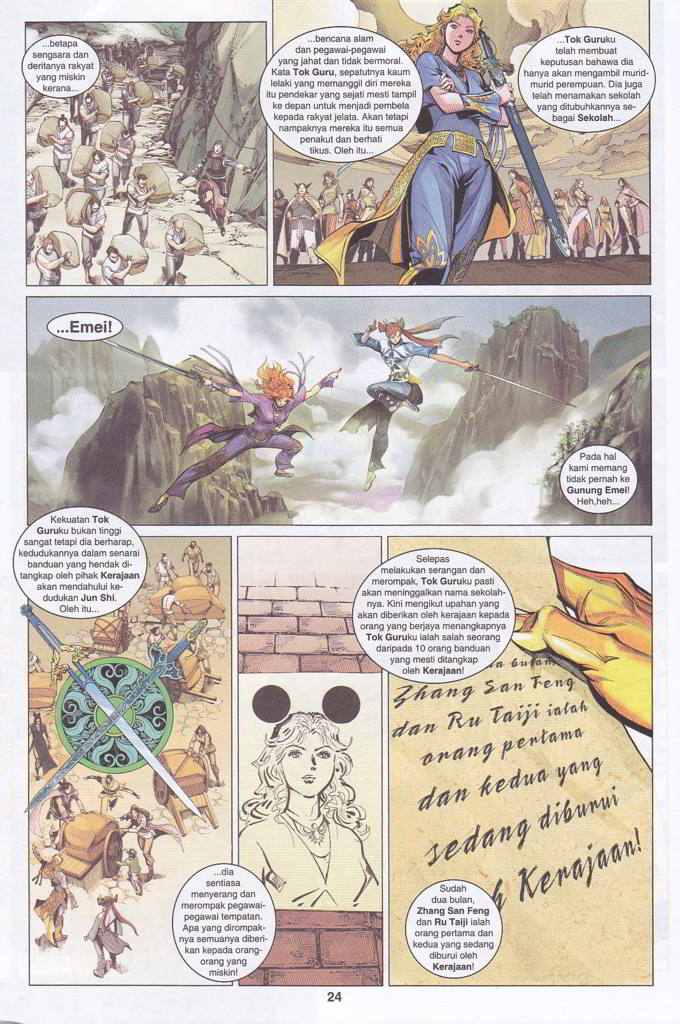 ...betapa
sengsara dan
deritanya rakyat
yang miskin
kerana...
...bencana alam
dan pegawai-pegawai
yang jahat dan tidak bermoral.
Kata Tok Guru, sepatutnya kaum
lelaki yang memanggil diri mereka
itu pendekar yang sejati mesti tampil
ke depan untuk menjadi pembela
kepada rakyat jelata. Akan tetapi
nampaknya mereka itu semua
penakut dan berhati
tikus. Oleh itu...
...Tok Guruku
telah membuat
keputusan bahawa dia
hanya akan mengambil murid-
murid perempuan. Dia juga
telah menamakan sekolah
yang ditubuhkannya se-
bagai Sekolah...
...Emei!
Pada hal
kami memang
tidak pernah ke
Gunung Emei!
Heh,heh...
Kekuatan Tok
Guruku bukan tinggi
sangat tetapi dia berharap,
kedudukannya dalam senarai
banduan yang hendak di-
tangkap oleh pihak Kerajaan
akan mendahului ke-
dudukan Jun Shi.
Oleh itu...
...dia
sentiasa
menyerang dan
merompak pegawai-
pegawai tempatan.
Apa yang dirompak-
nya semuanya diberi-
kan kepada orang-
orang yang
miskin!
Selepas
melakukan serangan dan
merompak, Tok Guruku pasti
akan meninggalkan nama sekolah-
nya. Kini mengikut upahan yang
akan diberikan oleh kerajaan kepada
orang yang berjaya menangkapnya
Tok Guruku ialah salah seorang
daripada 10 orang banduan
yang mesti ditangkap
oleh Kerajaan!
bulan,
Zhang San Feng
dan Ru Taiji ialah
orang pertama
dan kedua yang
sedang diburui
h Kerajaan!
Sudah
dua bulan,
Zhang San Feng
dan Ru Taiji ialah
orang pertama dan
kedua yang sedang
diburui oleh
Kerajaan!
24